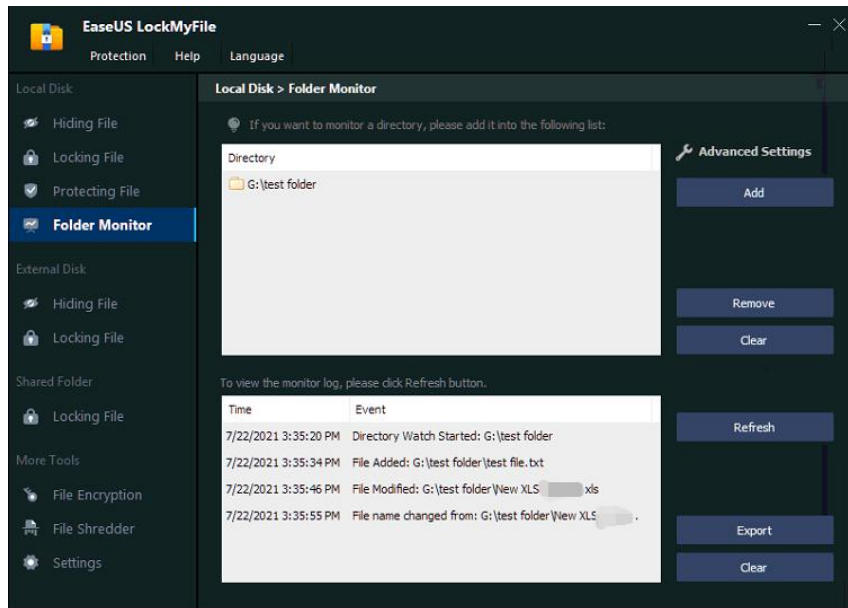 EaseUS LockMyFile
Protection Help Language
Local Disk
Hiding File
Locking File
Protecting File
Folder Monitor
External Disk
Hiding File
Locking File
Shared Folder
Locking File
More Tools
File Encryption
File Shredder
Settings
Local Disk > Folder Monitor
If you want to monitor a directory, please add it into the following list:
Directory
G:\test folder
Advanced Settings
Add
Remove
Clear
To view the monitor log, please click Refresh button.
Time Event
7/22/2021 3:35:20 PM Directory Watch Started: G:\test folder
7/22/2021 3:35:34 PM File Added: G:\test folder\test file.txt
7/22/2021 3:35:46 PM File Modified: G:\test folder\New XLS xls
7/22/2021 3:35:55 PM File name changed from: G:\test folder\New XLS .
Refresh
Export
Clear